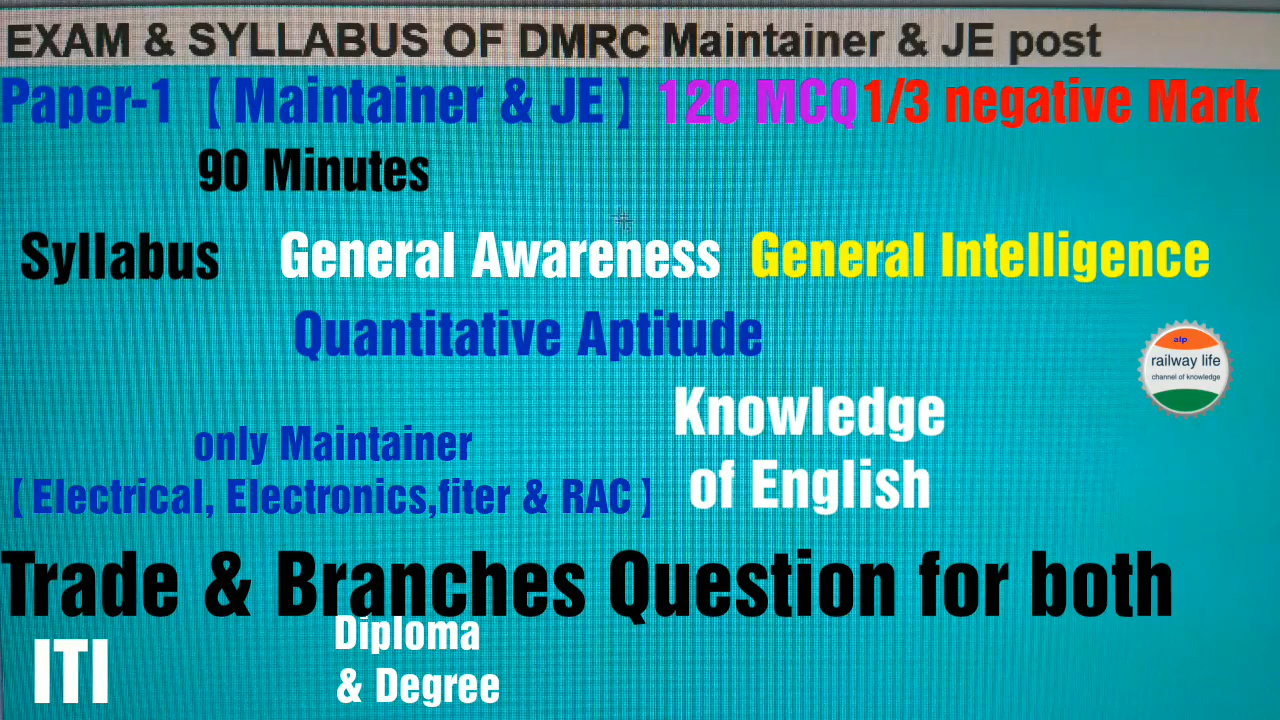 EXAM & SYLLABUS OF DMRC Maintainer & JE post
Paper-1 【Maintainer & JE】 120 MCQ 1/3 negative Mark
90 Minutes
Syllabus General Awareness General Intelligence
Quantitative Aptitude
alp
railway life
channel of knowledge
Knowledge
of English
only Maintainer
【Electrical, Electronics,fiter & RAC】
Trade & Branches Question for both
ITI
Diploma
& Degree